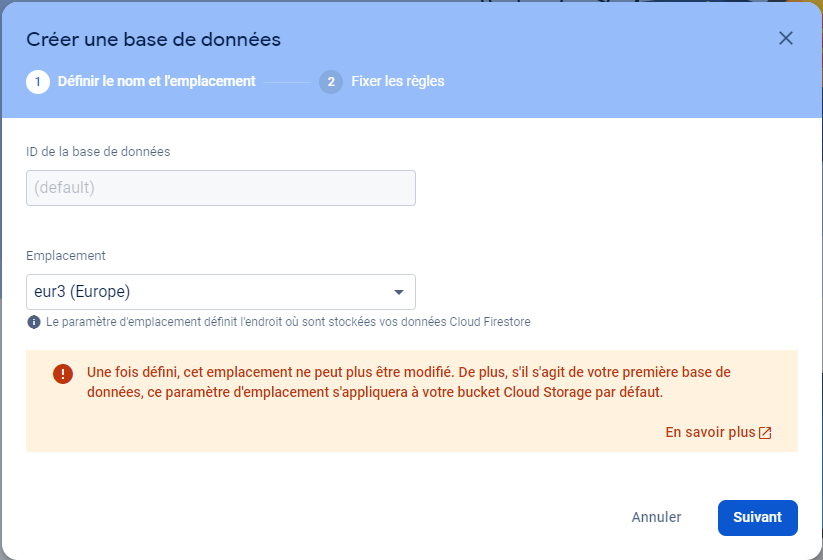 Créer une base de données
1 Définir le nom et l'emplacement
2 Fixer les règles
ID de la base de données
(default)
Emplacement
eur3 (Europe)
Le paramètre d'emplacement définit l'endroit où sont stockées vos données Cloud Firestore
Une fois défini, cet emplacement ne peut plus être modifié. De plus, s'il s'agit de votre première base de
données, ce paramètre d'emplacement s'appliquera à votre bucket Cloud Storage par défaut.
En savoir plus
Annuler
Suivant